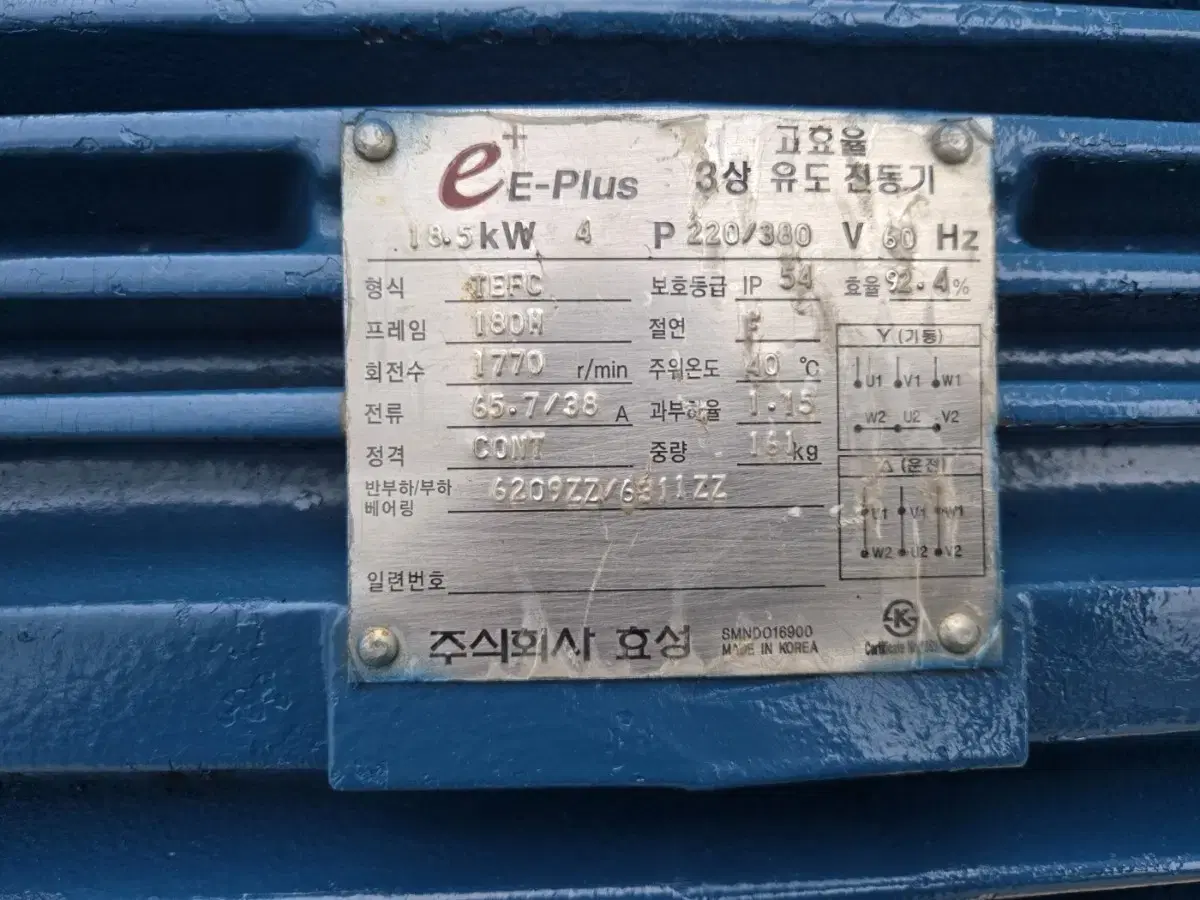 e+ E-Plus
고효율
3상 유도 전동기
18.5 kW 4 P 220/380 V 60 Hz
형식 TEFC 보호등급 IP 54 효율 92.4 %
프레임 180M 절연 F
회전수 1770 r/min 주위온도 40 ℃
전류 65.7/38 A 과부하율 1.15
정격 CONT 중량 161 kg
반부하/부하
베어링 6209ZZ/6311ZZ
Y (기동)
U1 V1 W1
W2 U2 V2
△ (운전)
U1 V1 W1
W2 U2 V2
일련번호
주식회사 효성
SMND016900
MADE IN KOREA
Certificate